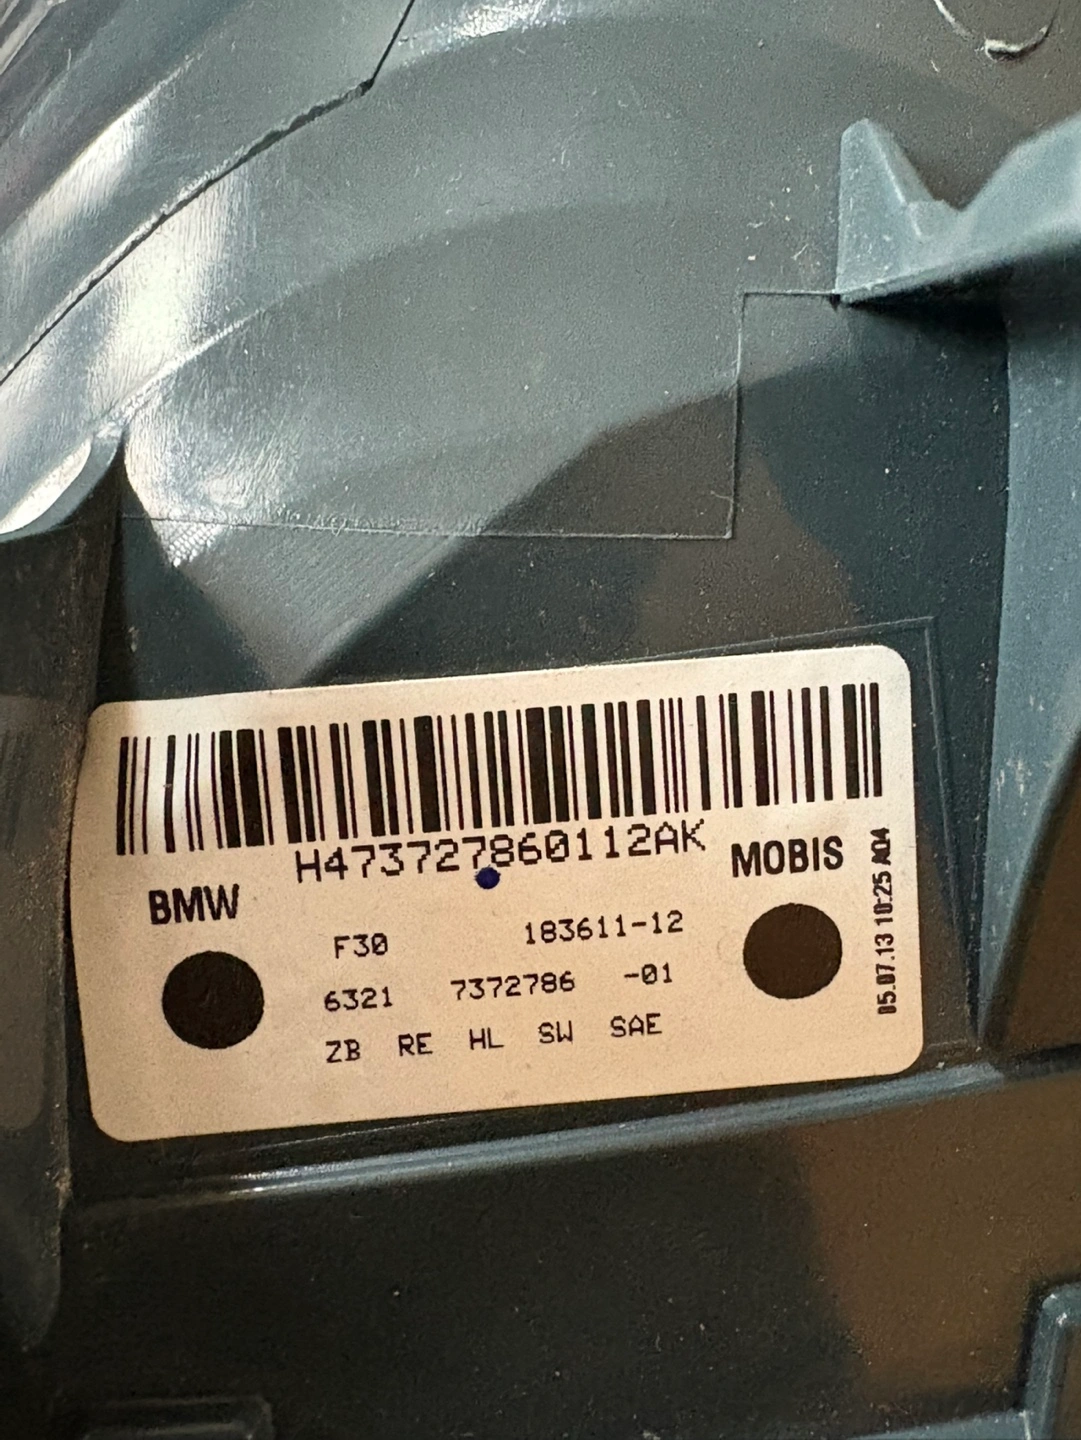 H473727860112AK
BMW
MOBIS
F30 183611-12
6321 7372786 -01
ZB RE HL SW SAE
05.07.13 10:25 A04